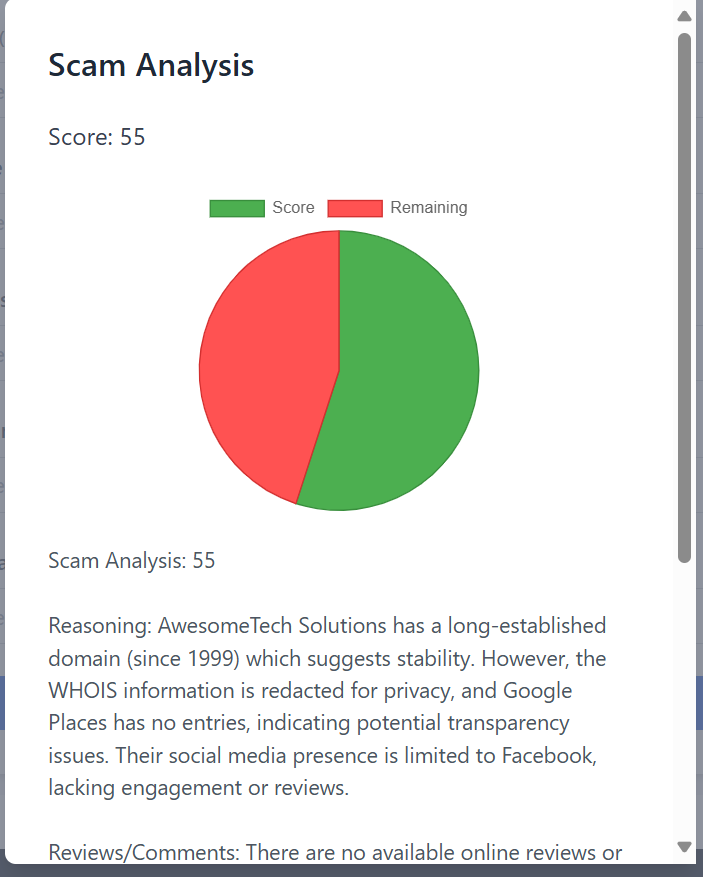 Scam Analysis
Score: 55
Score Remaining
Scam Analysis: 55
Reasoning: AwesomeTech Solutions has a long-established
domain (since 1999) which suggests stability. However, the
WHOIS information is redacted for privacy, and Google
Places has no entries, indicating potential transparency
issues. Their social media presence is limited to Facebook,
lacking engagement or reviews.
Reviews/Comments: There are no available online reviews or